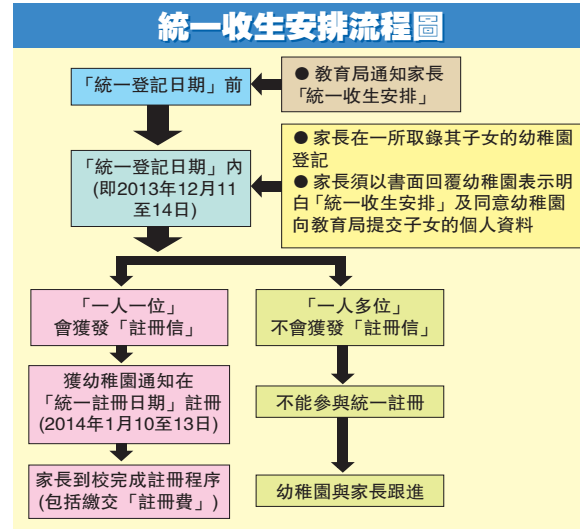 統一收生安排流程圖
「統一登記日期」前
● 教育局通知家長
「統一收生安排」
「統一登記日期」內
(即2013年12月11
至14日)
● 家長在一所取錄其子女的幼稚園
登記
● 家長須以書面回覆幼稚園表示明
白「統一收生安排」及同意幼稚園
向教育局提交子女的個人資料
「一人一位」
會獲發「註冊信」
「一人多位」
不會獲發「註冊信」
獲幼稚園通知在
「統一註冊日期」註冊
(2014年1月10至13日)
不能參與統一註冊
家長到校完成註冊程序
(包括繳交「註冊費」)
幼稚園與家長跟進